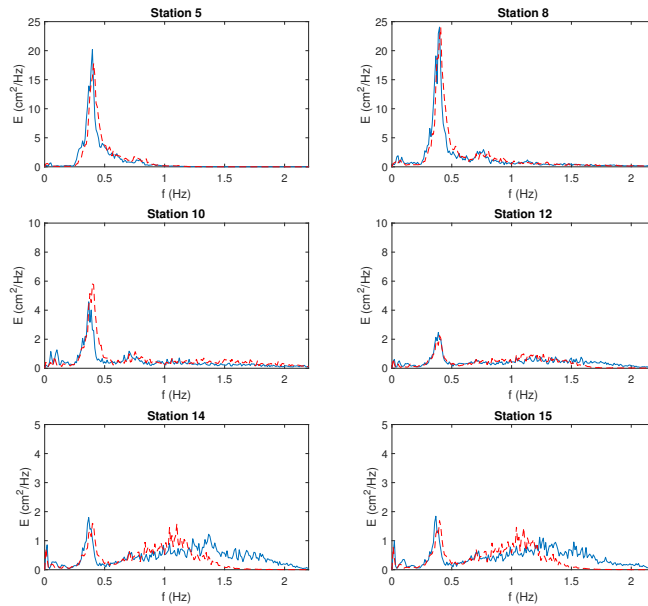 Station 5
25
20
15
10
5
0
E (cm²/Hz)
0 0.5 1 1.5 2
f (Hz)
Station 8
25
20
15
10
5
0
E (cm²/Hz)
0 0.5 1 1.5 2
f (Hz)
Station 10
10
8
6
4
2
0
E (cm²/Hz)
0 0.5 1 1.5 2
f (Hz)
Station 12
10
8
6
4
2
0
E (cm²/Hz)
0 0.5 1 1.5 2
f (Hz)
Station 14
5
4
3
2
1
0
E (cm²/Hz)
0 0.5 1 1.5 2
f (Hz)
Station 15
5
4
3
2
1
0
E (cm²/Hz)
0 0.5 1 1.5 2
f (Hz)